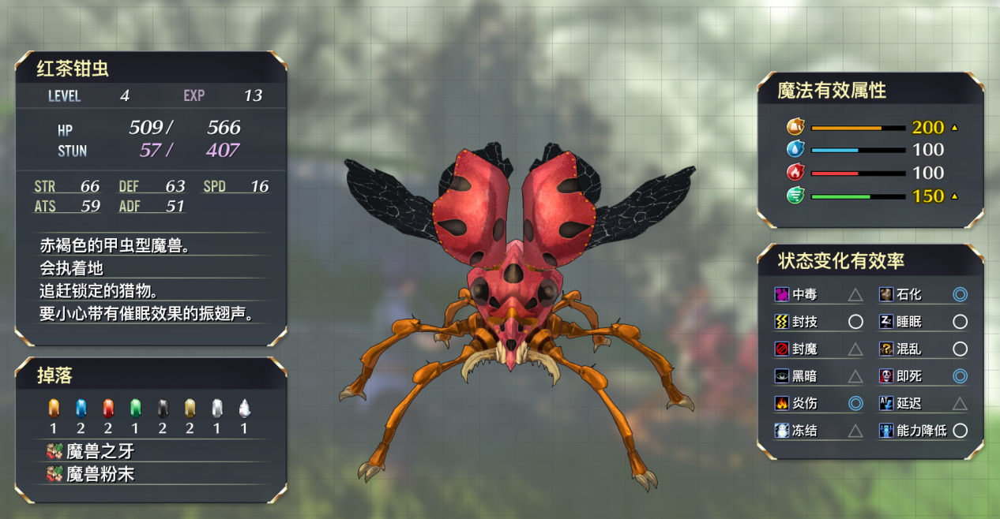 红茶钳虫
LEVEL 4 EXP 13
HP 509/ 566
STUN 57/ 407
STR 66 DEF 63 SPD 16
ATS 59 ADF 51
赤褐色的甲虫型魔兽。
会执着地
追赶锁定的猎物。
要小心带有催眠效果的振翅声。
掉落
1 2 2 1 2 2 1 1
魔兽之牙
魔兽粉末
魔法有效属性
200
100
100
150
状态变化有效率
中毒 石化
封技 睡眠
封魔 混乱
黑暗 即死
炎伤 延迟
冻结 能力降低